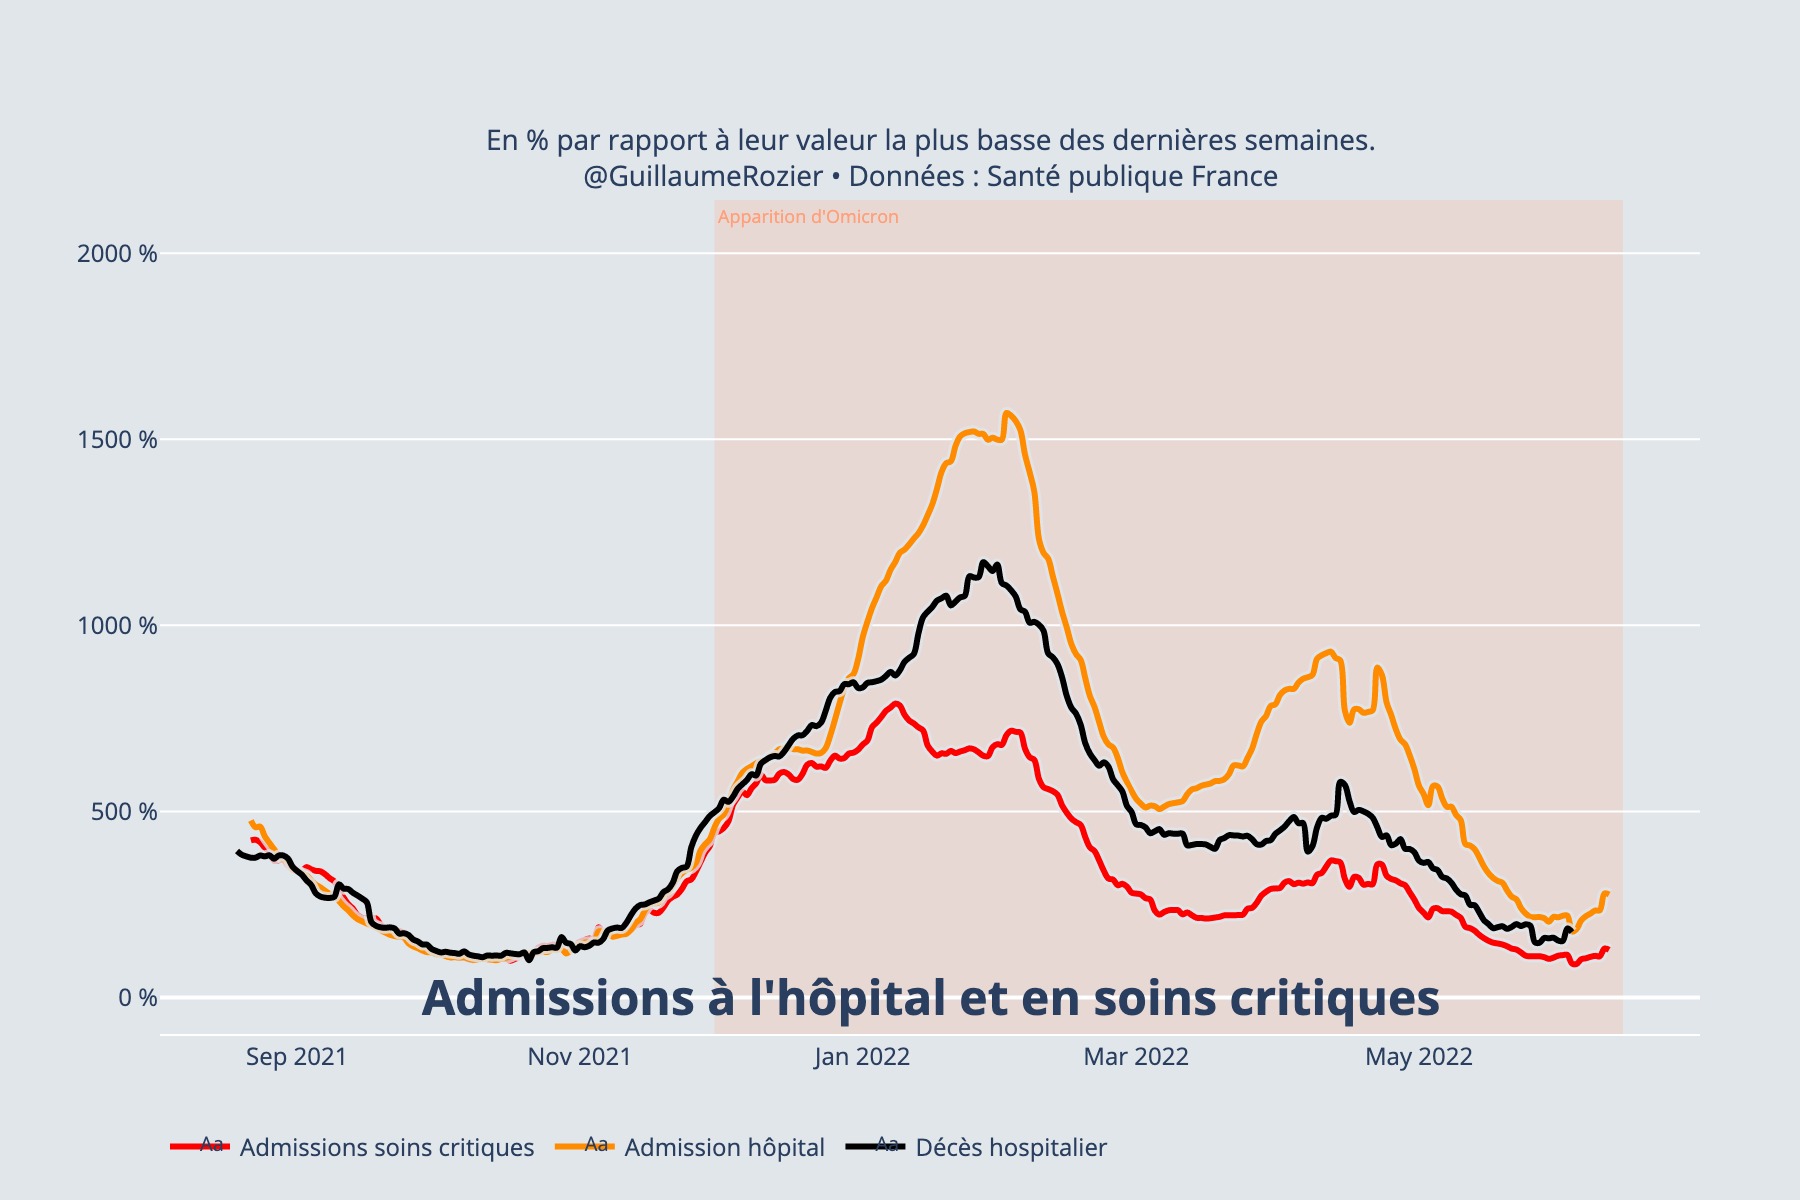 En % par rapport à leur valeur la plus basse des dernières semaines.
@GuillaumeRozier • Données : Santé publique France
Apparition d'Omicron
2000 %
1500 %
1000 %
500 %
0 %
Admissions à l'hôpital et en soins critiques
Sep 2021
Nov 2021
Jan 2022
Mar 2022
May 2022
Aa Admissions soins critiques Aa Admission hôpital Aa Décès hospitalier